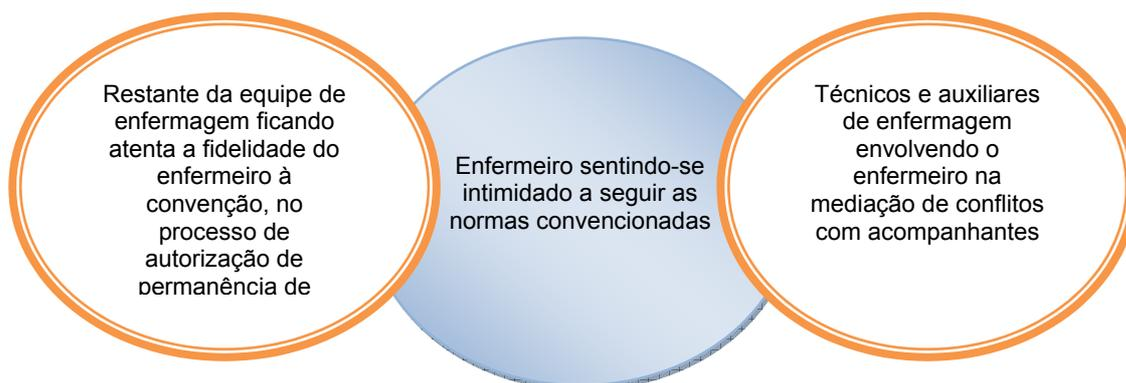 Restante da equipe de
enfermagem ficando
atenta a fidelidade do
enfermeiro à
convenção, no
processo de
autorização de
permanência de
Enfermeiro sentindo-se
intimidado a seguir as
normas convencionadas
Técnicos e auxiliares
de enfermagem
envolvendo o
enfermeiro na
mediação de conflitos
com acompanhantes